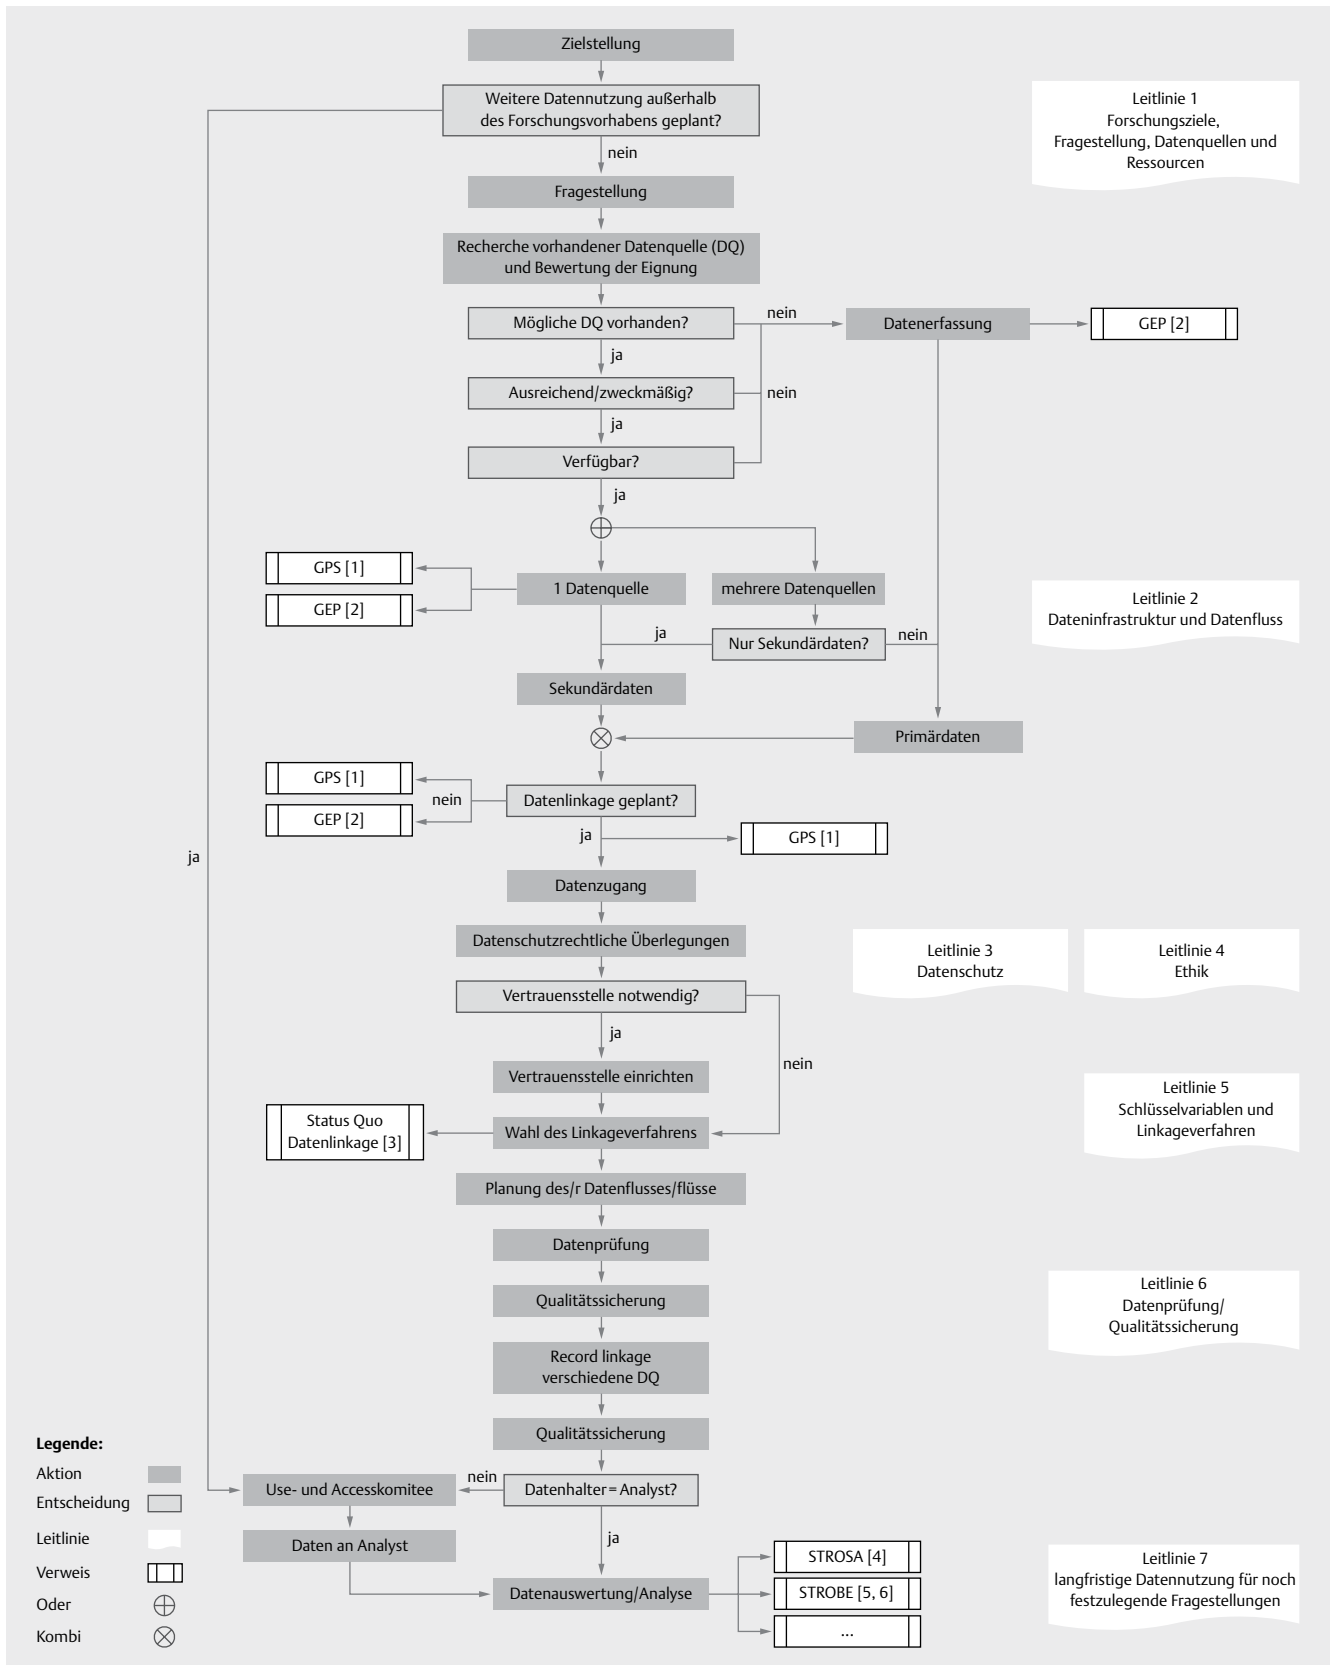 Zielstellung
Weitere Datennutzung außerhalb
des Forschungsvorhabens geplant?
Leitlinie 1
Forschungsziele,
Fragestellung, Datenquellen und
Ressourcen
nein
Fragestellung
Recherche vorhandener Datenquelle (DQ)
und Bewertung der Eignung
Mögliche DQ vorhanden?
nein
Datenerfassung
GEP [2]
ja
Ausreichend/zweckmäßig?
nein
ja
Verfügbar?
ja
GPS [1]
GEP [2]
1 Datenquelle
mehrere Datenquellen
Leitlinie 2
Dateninfrastruktur und Datenfluss
ja
Nur Sekundärdaten?
nein
Sekundärdaten
Primärdaten
GPS [1]
nein
GEP [2]
Datenlinkage geplant?
ja
GPS [1]
ja
Datenzugang
Datenschutzrechtliche Überlegungen
Leitlinie 3
Datenschutz
Leitlinie 4
Ethik
Vertrauensstelle notwendig?
ja
nein
Vertrauensstelle einrichten
Leitlinie 5
Schlüsselvariablen und
Linkageverfahren
Status Quo
Datenlinkage [3]
Wahl des Linkageverfahrens
Planung des/r Datenflusses/flüsse
Datenprüfung
Qualitätssicherung
Leitlinie 6
Datenprüfung/
Qualitätssicherung
Record linkage
verschiedene DQ
Qualitätssicherung
Legende:
Aktion
Entscheidung
Leitlinie
Verweis
Oder
Kombi
Use- und Accesskomitee
nein
Datenhalter = Analyst?
Daten an Analyst
ja
Datenauswertung/Analyse
STROSA [4]
STROBE [5, 6]
...
Leitlinie 7
langfristige Datennutzung für noch
festzulegende Fragestellungen